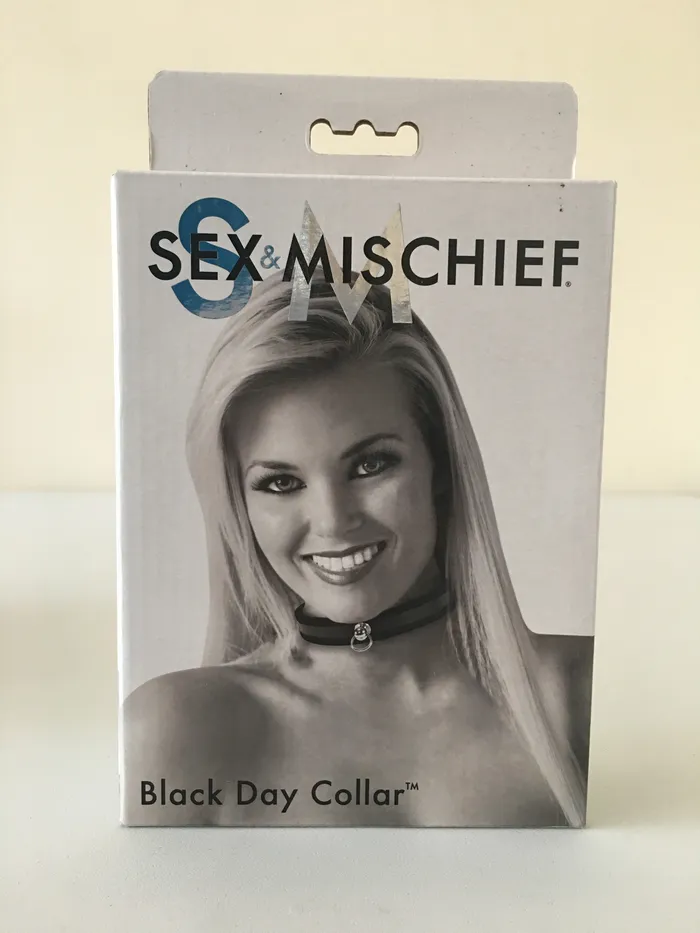 S M
SEX & MISCHIEF®
Black Day Collar™